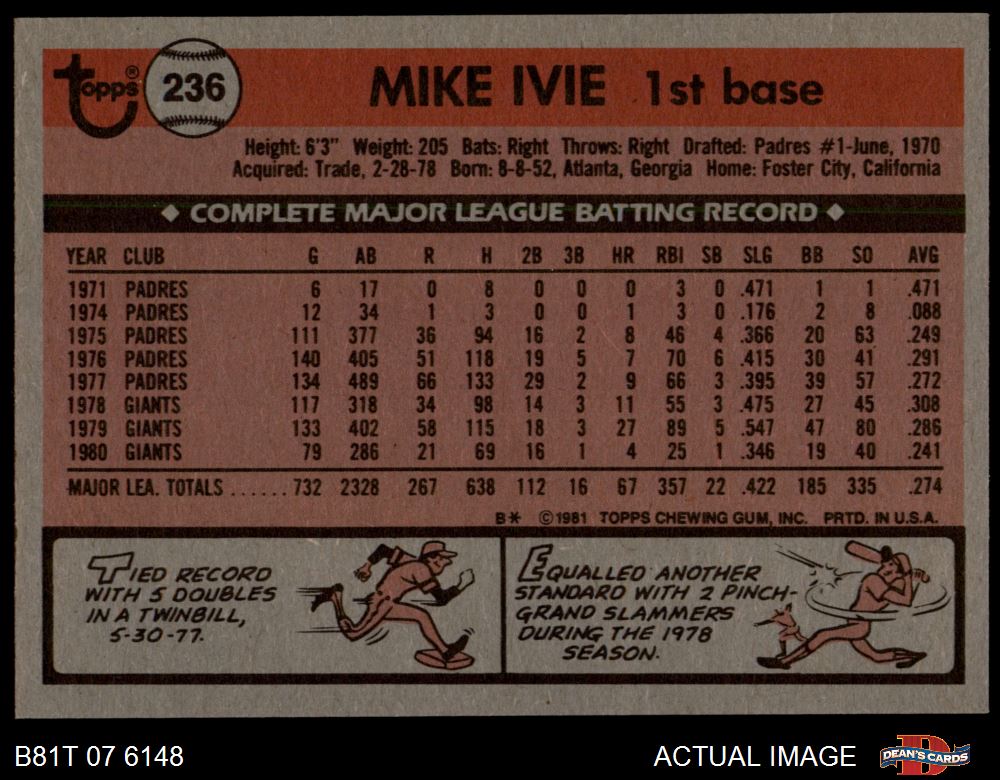 Topps® 236 MIKE IVIE 1st base
Height: 6'3" Weight: 205 Bats: Right Throws: Right Drafted: Padres #1-June, 1970
Acquired: Trade, 2-28-78 Born: 8-8-52, Atlanta, Georgia Home: Foster City, California
◆ COMPLETE MAJOR LEAGUE BATTING RECORD ◆
YEAR CLUB G AB R H 2B 3B HR RBI SB SLG BB SO AVG
1971 PADRES 6 17 0 8 0 0 0 3 0 .471 1 1 .471
1974 PADRES 12 34 1 3 0 0 1 3 0 .176 2 8 .088
1975 PADRES 111 377 36 94 16 2 8 46 4 .366 20 63 .249
1976 PADRES 140 405 51 118 19 5 7 70 6 .415 30 41 .291
1977 PADRES 134 489 66 133 29 2 9 66 3 .395 39 57 .272
1978 GIANTS 117 318 34 98 14 3 11 55 3 .475 27 45 .308
1979 GIANTS 133 402 58 115 18 3 27 89 5 .547 47 80 .286
1980 GIANTS 79 286 21 69 16 1 4 25 1 .346 19 40 .241
MAJOR LEA. TOTALS ...... 732 2328 267 638 112 16 67 357 22 .422 185 335 .274
B* ©1981 TOPPS CHEWING GUM, INC. PRTD. IN U.S.A.
TIED RECORD
WITH 5 DOUBLES
IN A TWINBILL,
5-30-77.
EQUALLED ANOTHER
STANDARD WITH 2 PINCH-
GRAND SLAMMERS
DURING THE 1978
SEASON.
B81T 07 6148
ACTUAL IMAGE
DEAN'S CARDS